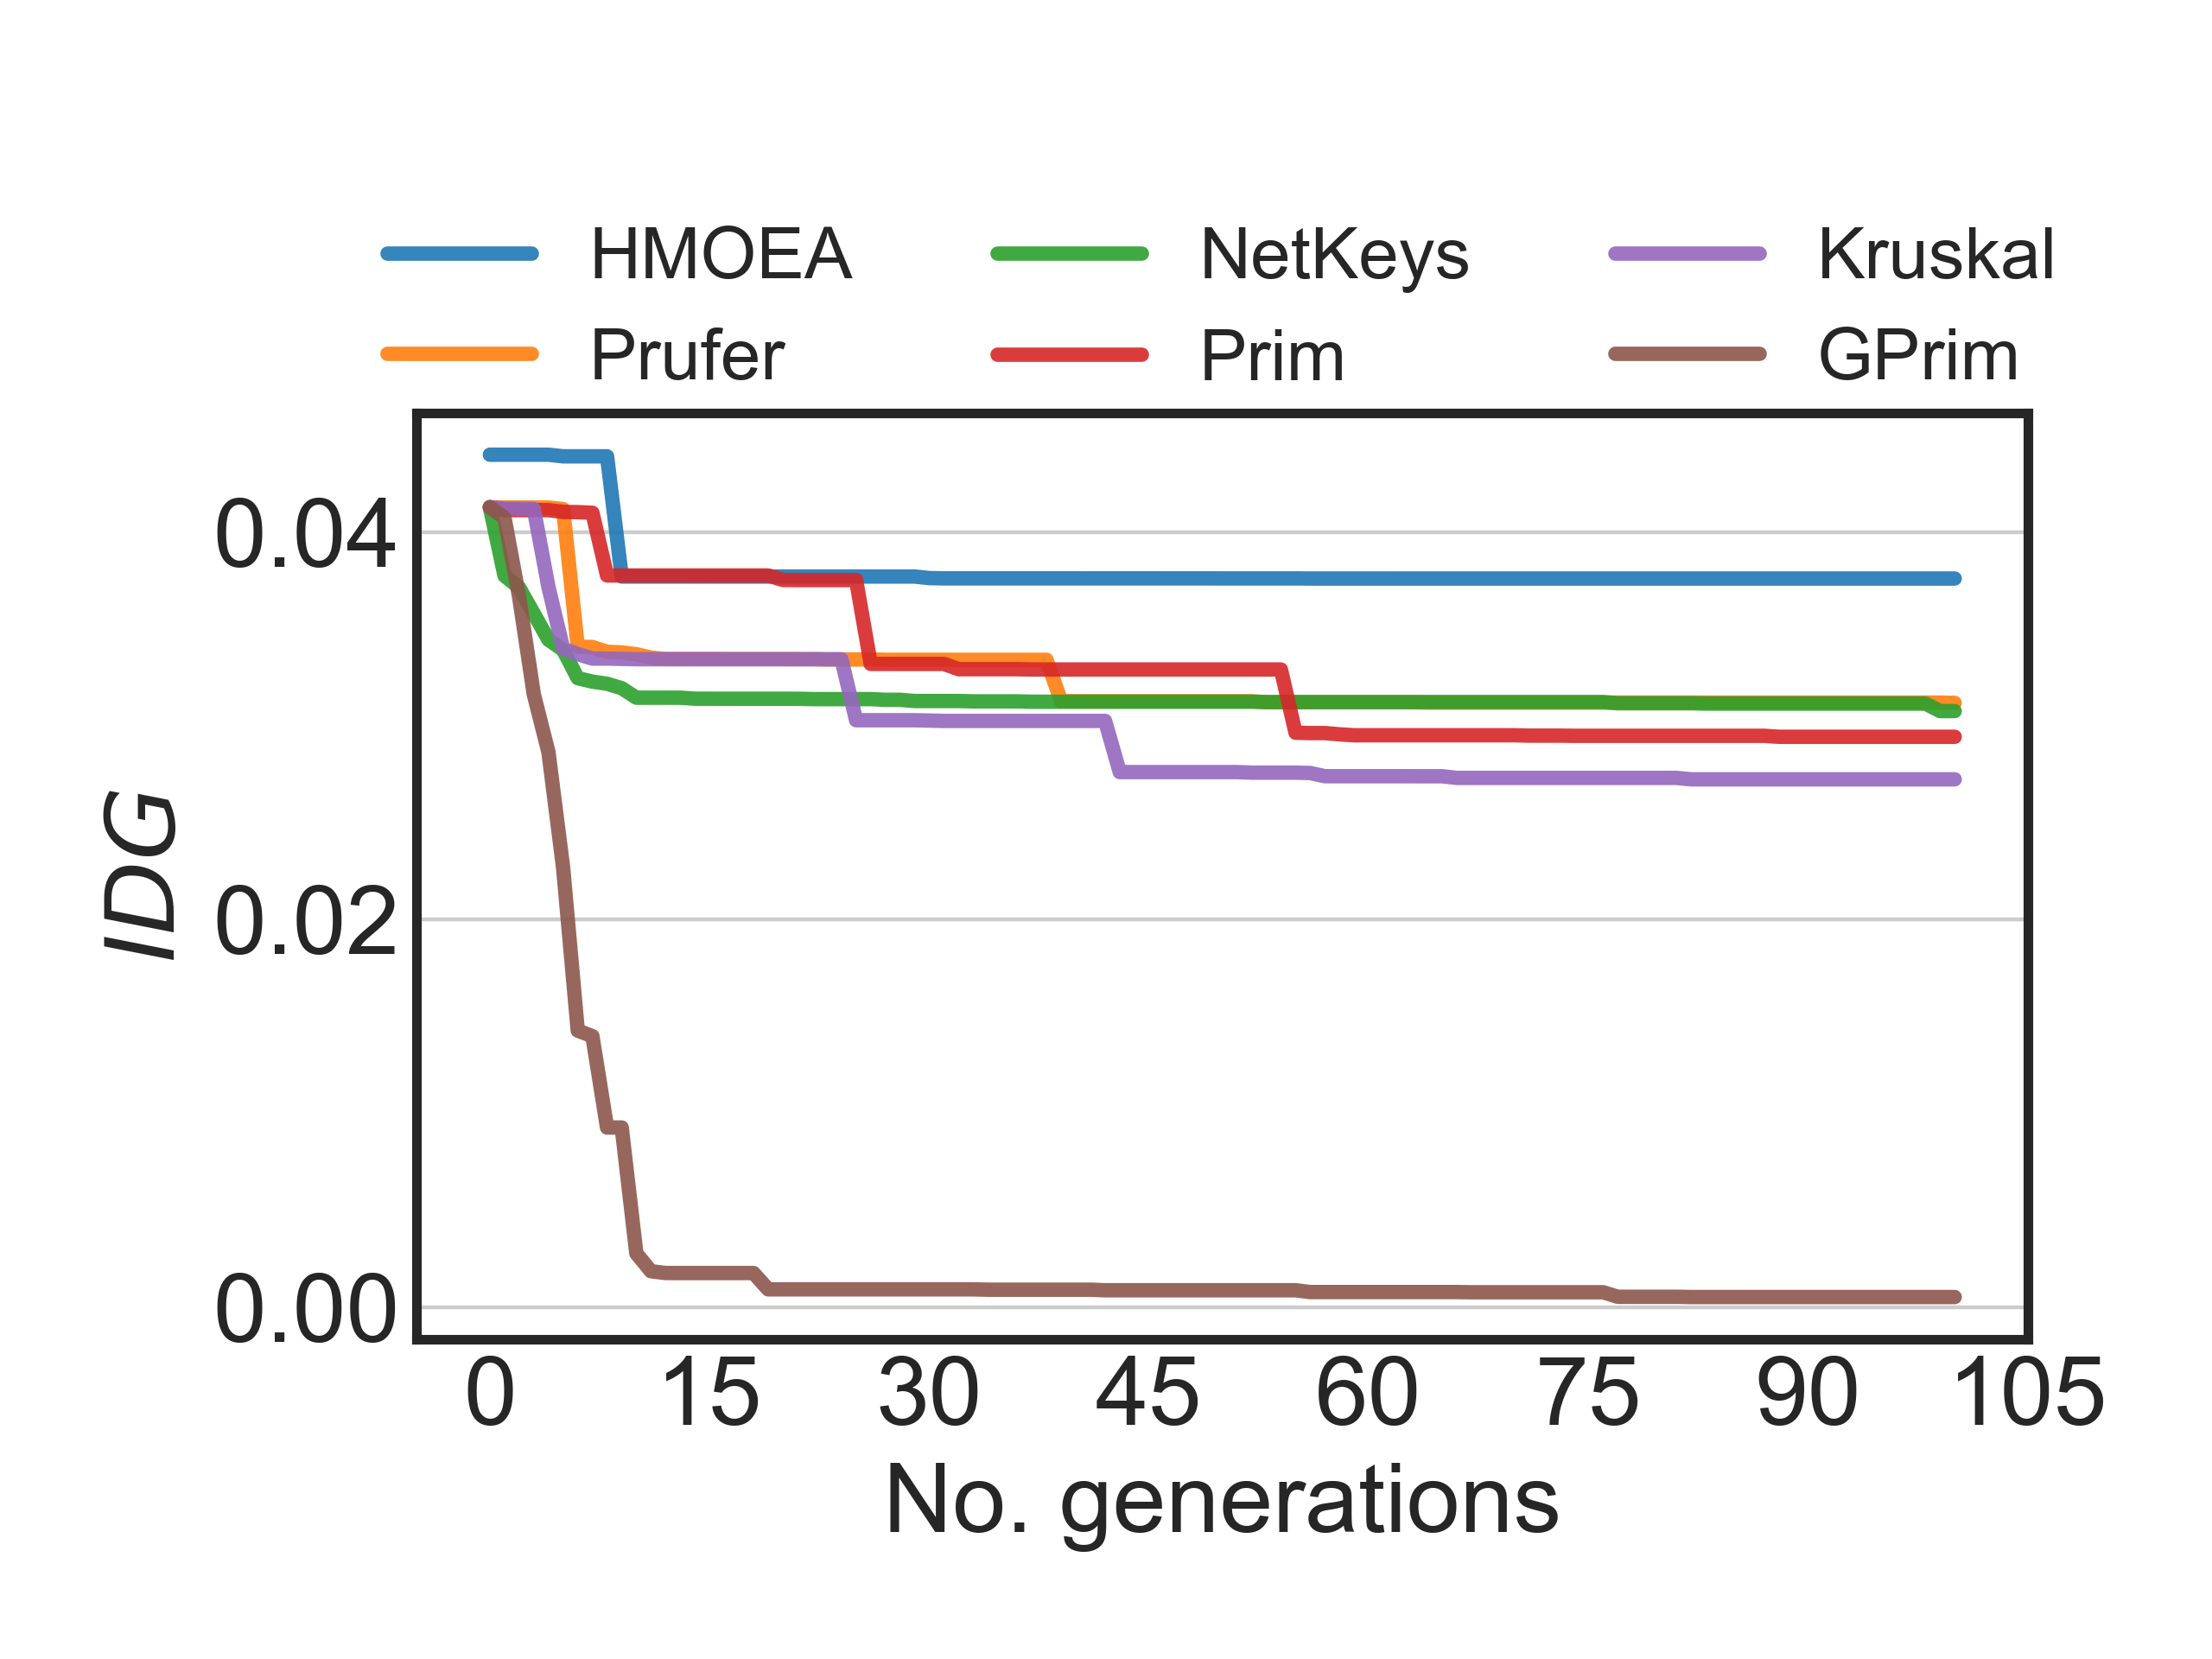 HMOEA NetKeys Kruskal
Prufer Prim GPrim
0.04
0.02
0.00
IDG
0 15 30 45 60 75 90 105
No. generations